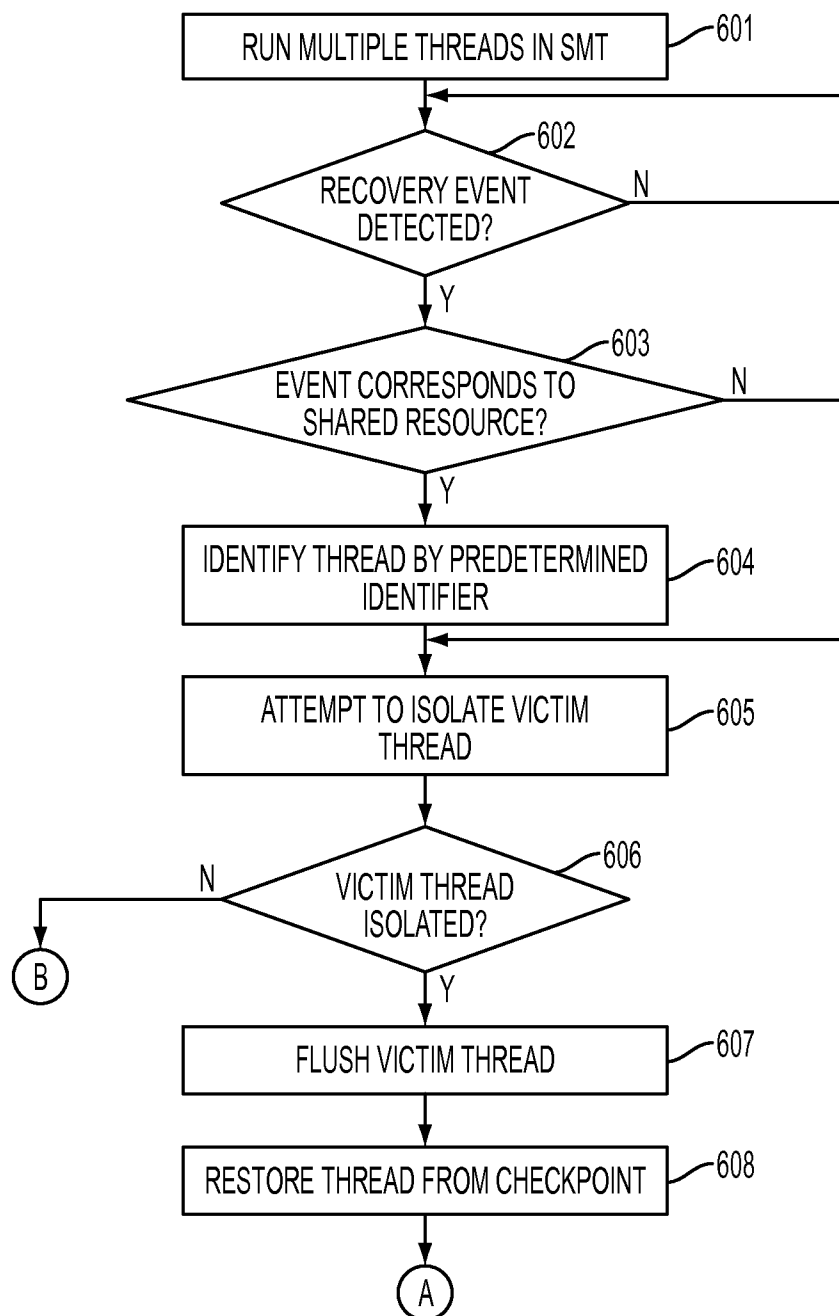 RUN MULTIPLE THREADS IN SMT
601
602
RECOVERY EVENT
DETECTED?
N
Y
603
EVENT CORRESPONDS TO
SHARED RESOURCE?
N
Y
IDENTIFY THREAD BY PREDETERMINED
IDENTIFIER
604
ATTEMPT TO ISOLATE VICTIM
THREAD
605
606
N
VICTIM THREAD
ISOLATED?
B
Y
FLUSH VICTIM THREAD
607
RESTORE THREAD FROM CHECKPOINT
608
A